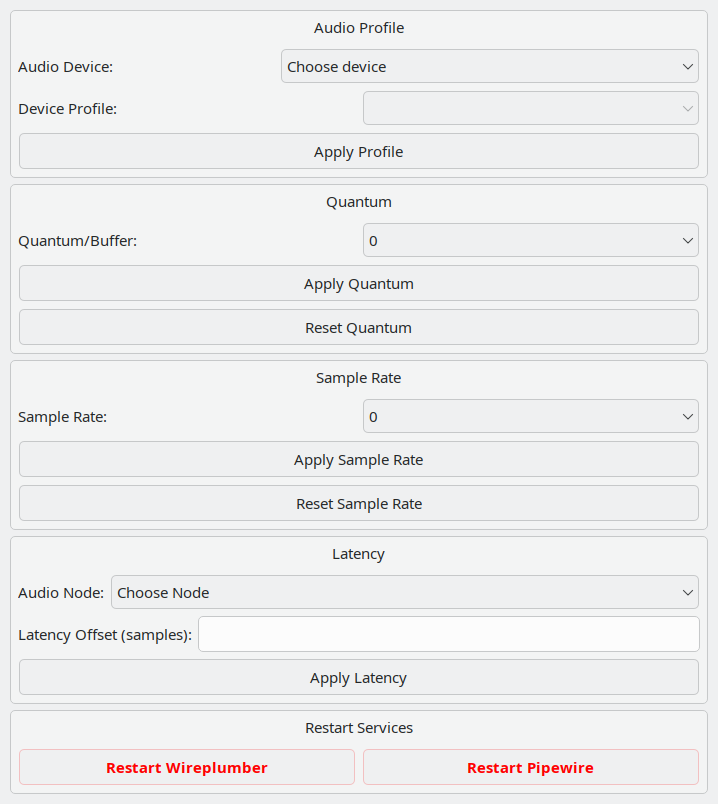 Audio Profile
Audio Device: Choose device
Device Profile:
Apply Profile
Quantum
Quantum/Buffer: 0
Apply Quantum
Reset Quantum
Sample Rate
Sample Rate: 0
Apply Sample Rate
Reset Sample Rate
Latency
Audio Node: Choose Node
Latency Offset (samples):
Apply Latency
Restart Services
Restart Wireplumber Restart Pipewire